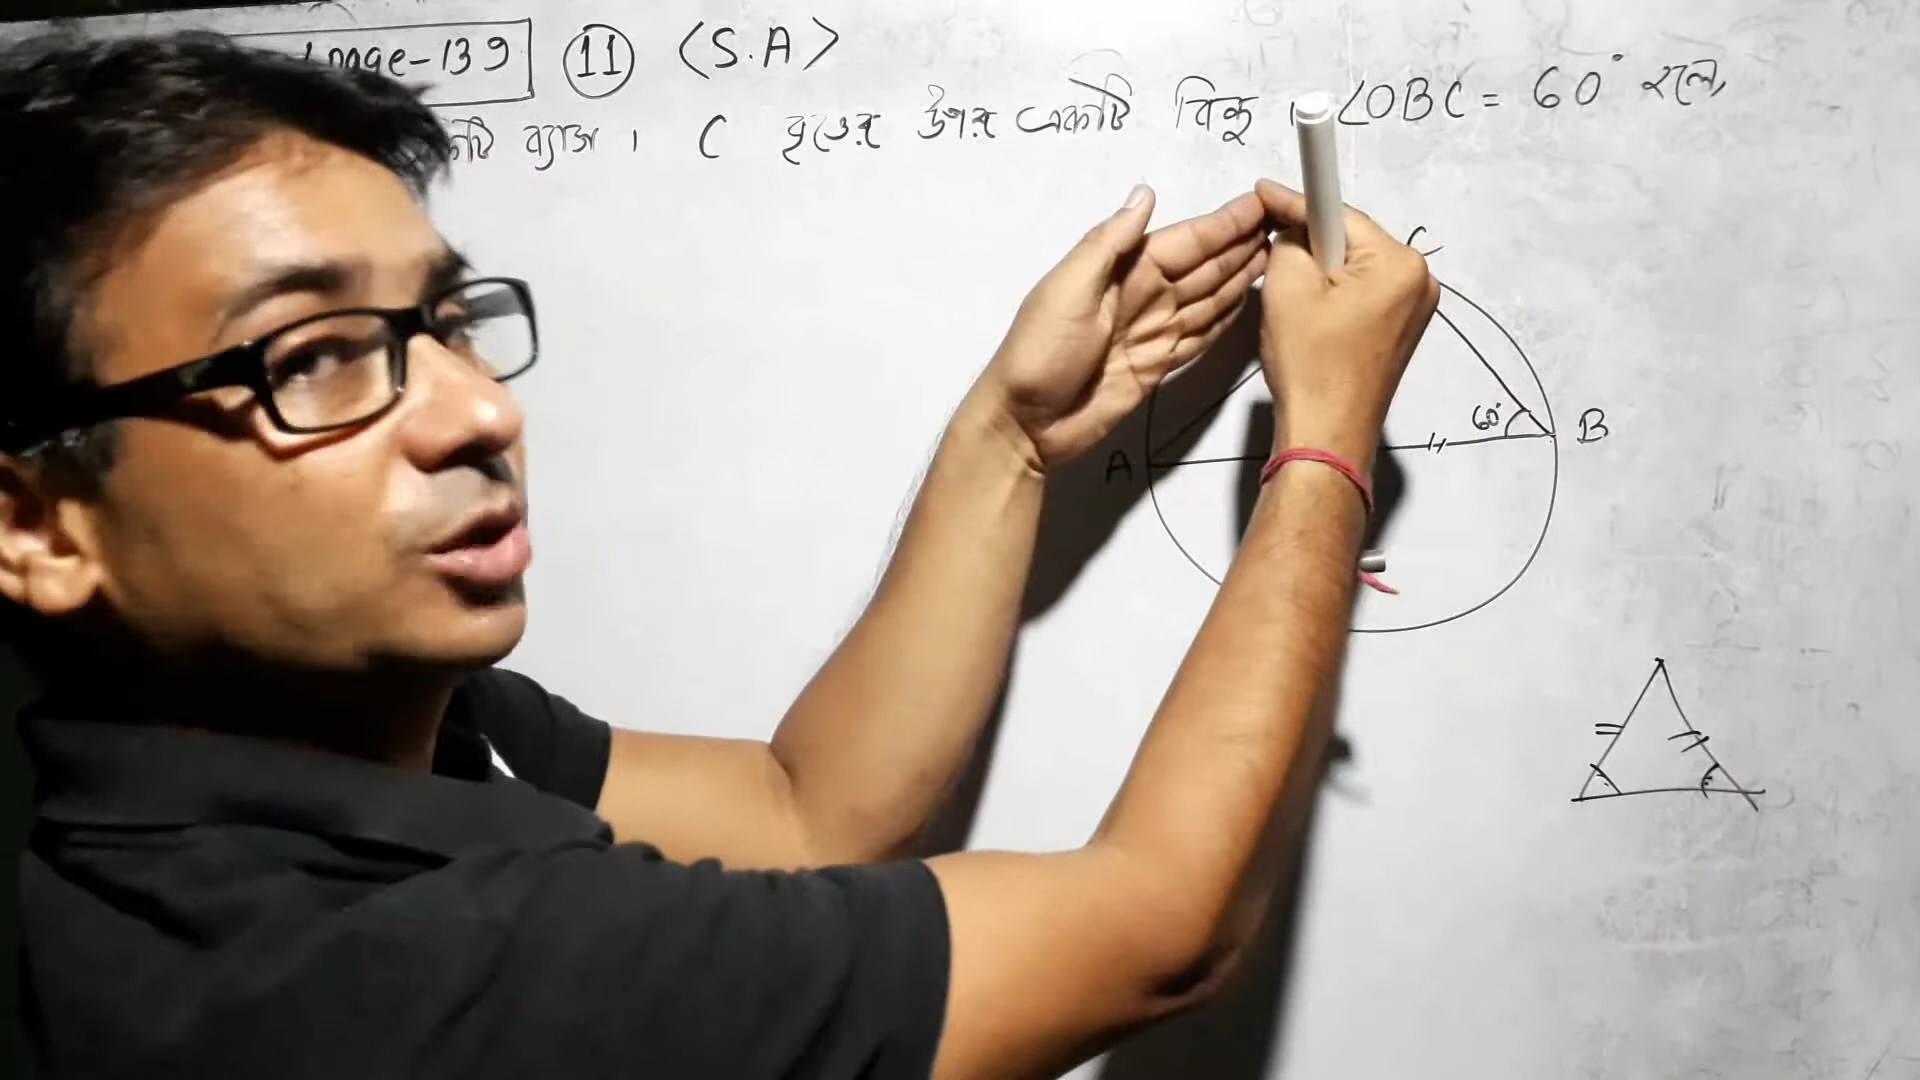 page-139 11 <S.A>
ব্যাস । C বৃত্তের উপর একটি বিন্দু । ∠OBC = 60° হলে,
C
60°
B
A